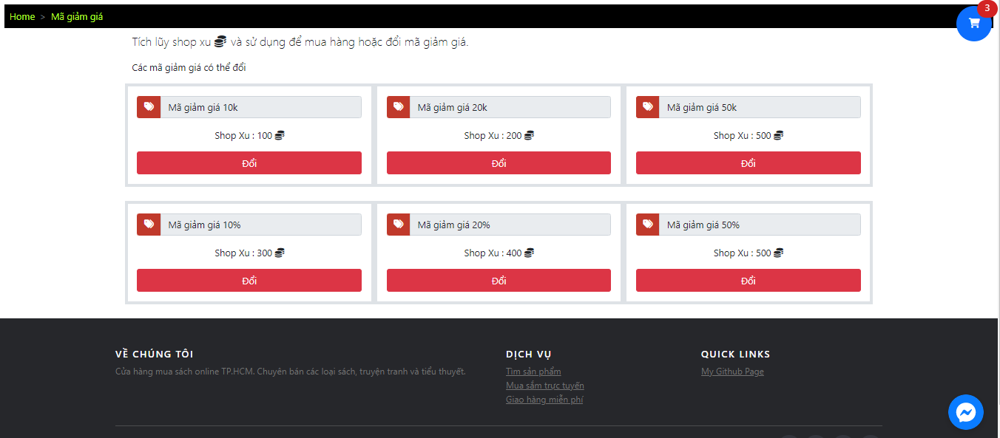 Home > Mã giảm giá
3
Tích lũy shop xu và sử dụng để mua hàng hoặc đổi mã giảm giá.
Các mã giảm giá có thể đổi
Mã giảm giá 10k
Shop Xu : 100
Đổi
Mã giảm giá 20k
Shop Xu : 200
Đổi
Mã giảm giá 50k
Shop Xu : 500
Đổi
Mã giảm giá 10%
Shop Xu : 300
Đổi
Mã giảm giá 20%
Shop Xu : 400
Đổi
Mã giảm giá 50%
Shop Xu : 500
Đổi
VỀ CHÚNG TÔI
Cửa hàng mua sách online TP.HCM. Chuyên bán các loại sách, truyện tranh và tiểu thuyết.
DỊCH VỤ
Tìm sản phẩm
Mua sắm trực tuyến
Giao hàng miễn phí
QUICK LINKS
My Github Page